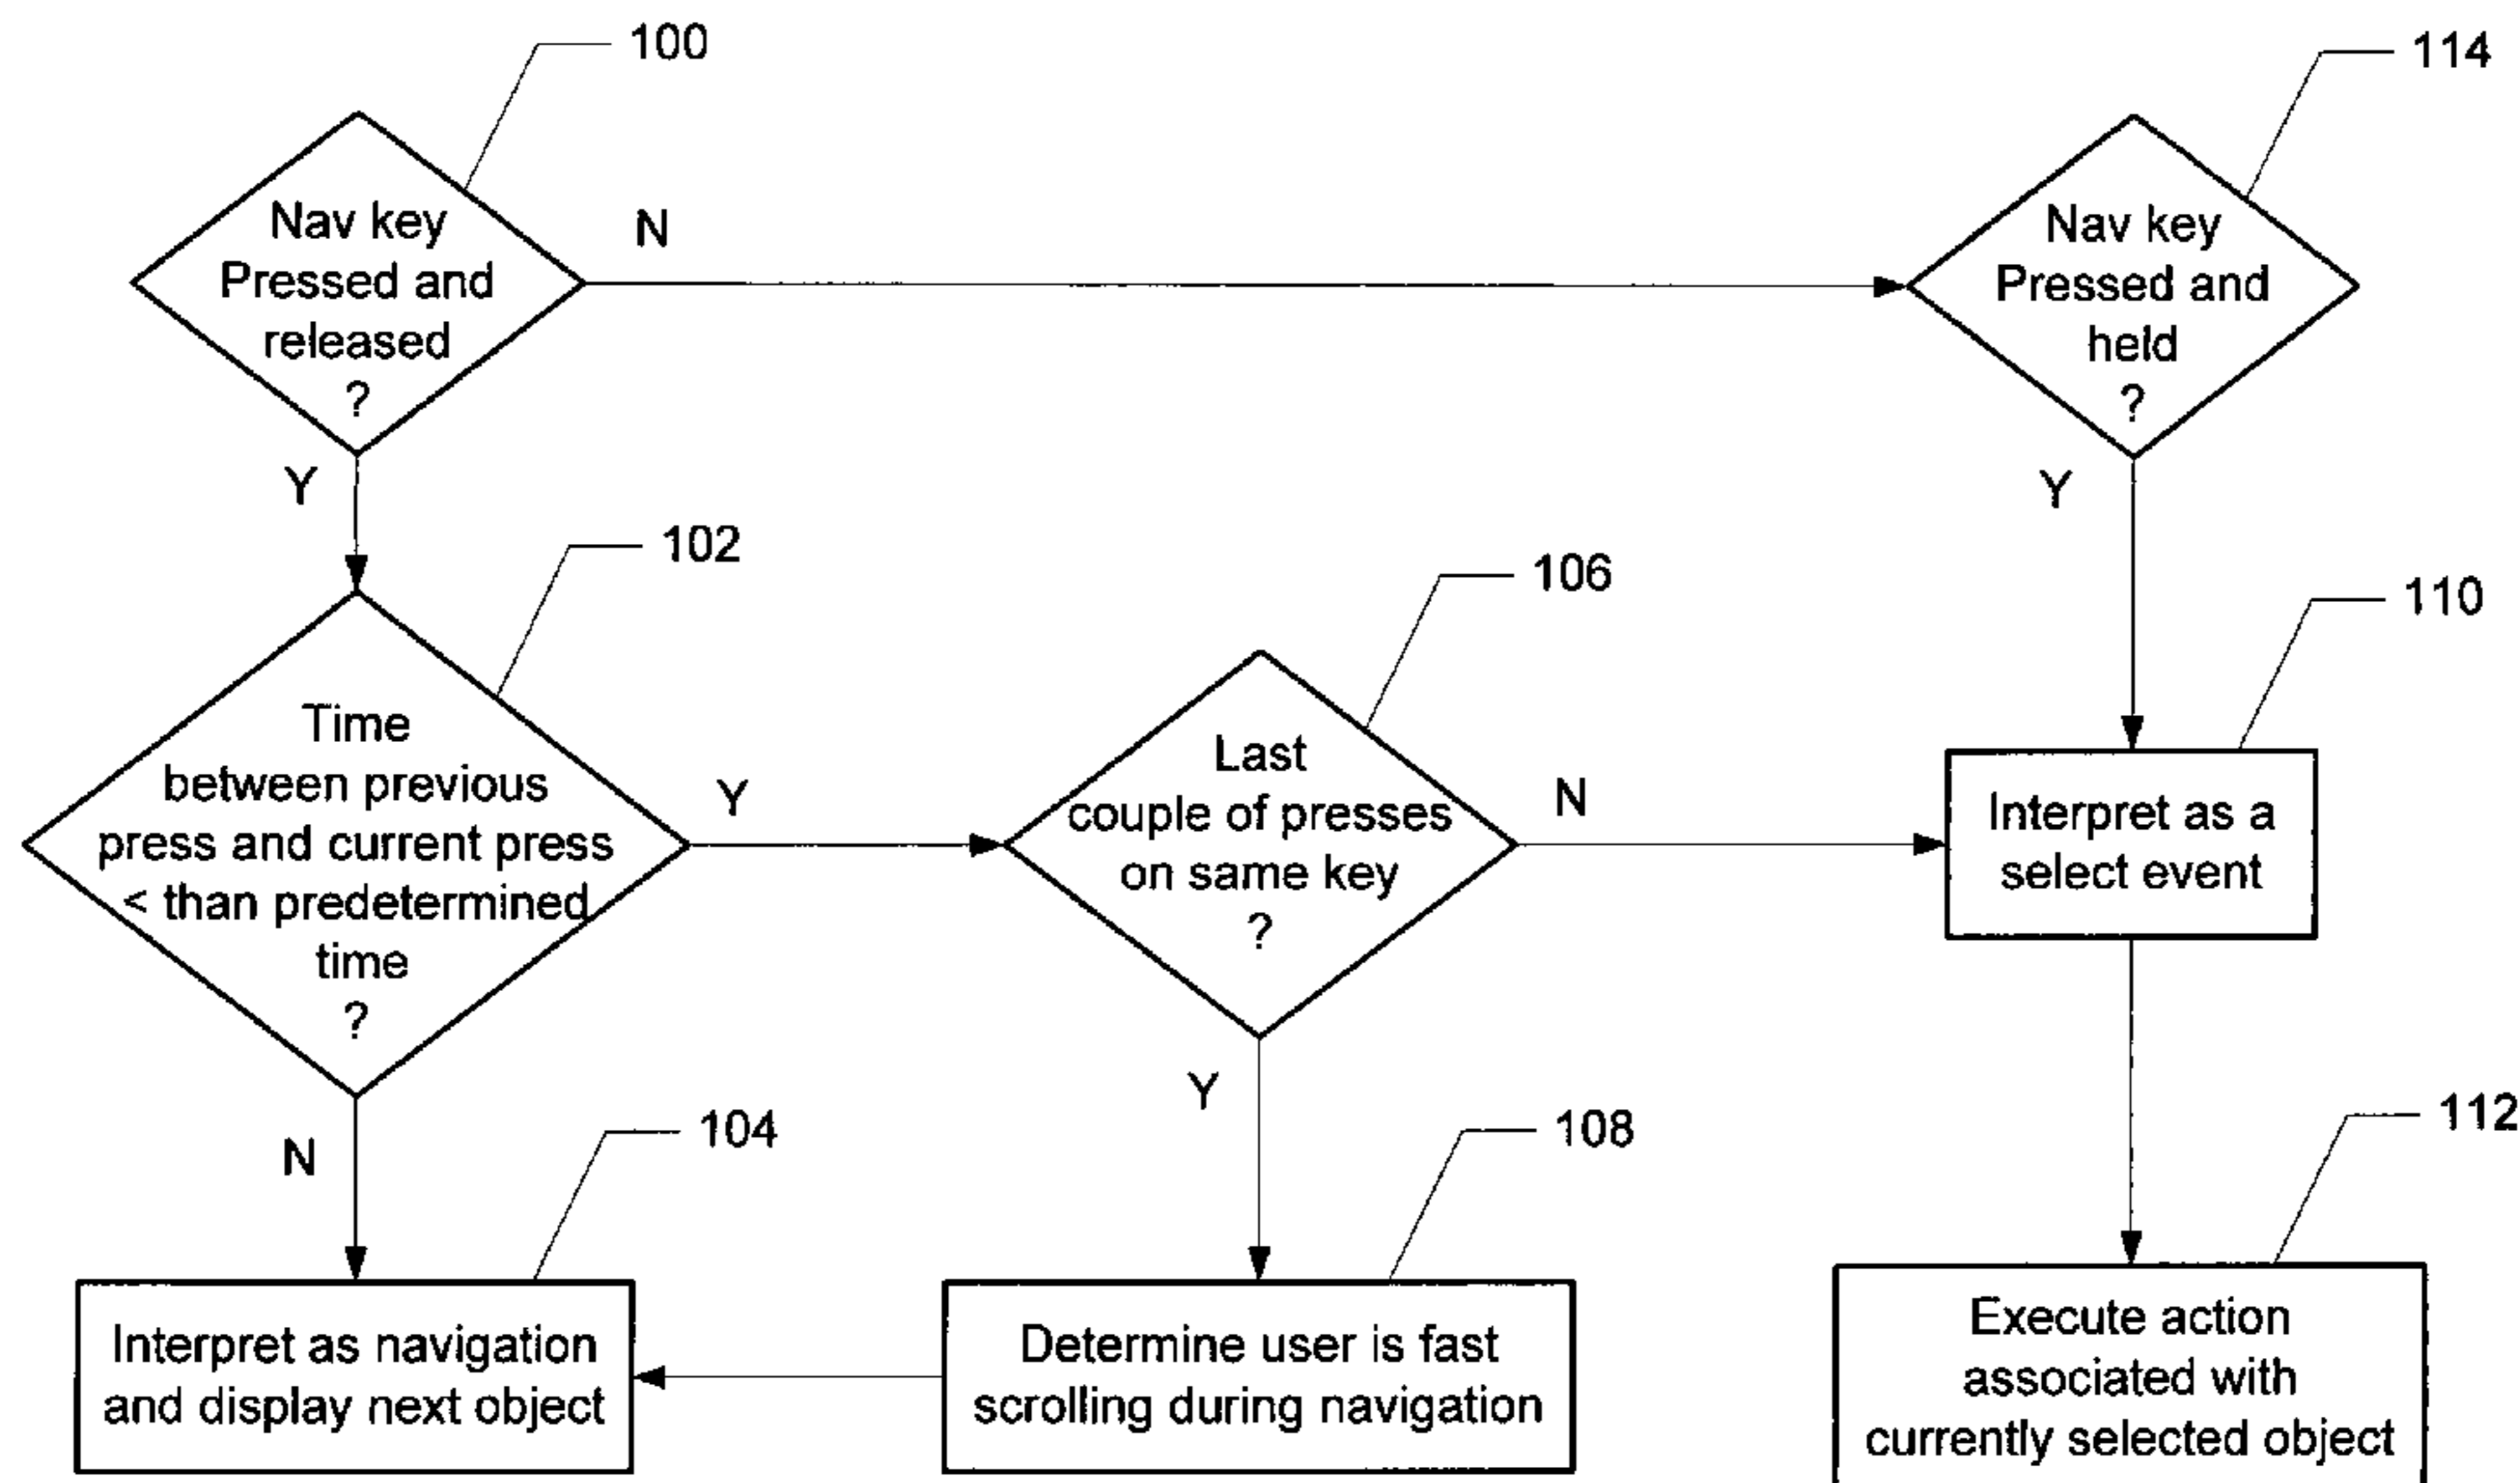 100
114
Nav key
Pressed and
released
?
N
Nav key
Pressed and
held
?
Y
Y
102
106
110
Time
between previous
press and current press
< than predetermined
time
?
Y
Last
couple of presses
on same key
?
N
Interpret as a
select event
N
104
Y
108
112
Interpret as navigation
and display next object
Determine user is fast
scrolling during navigation
Execute action
associated with
currently selected object